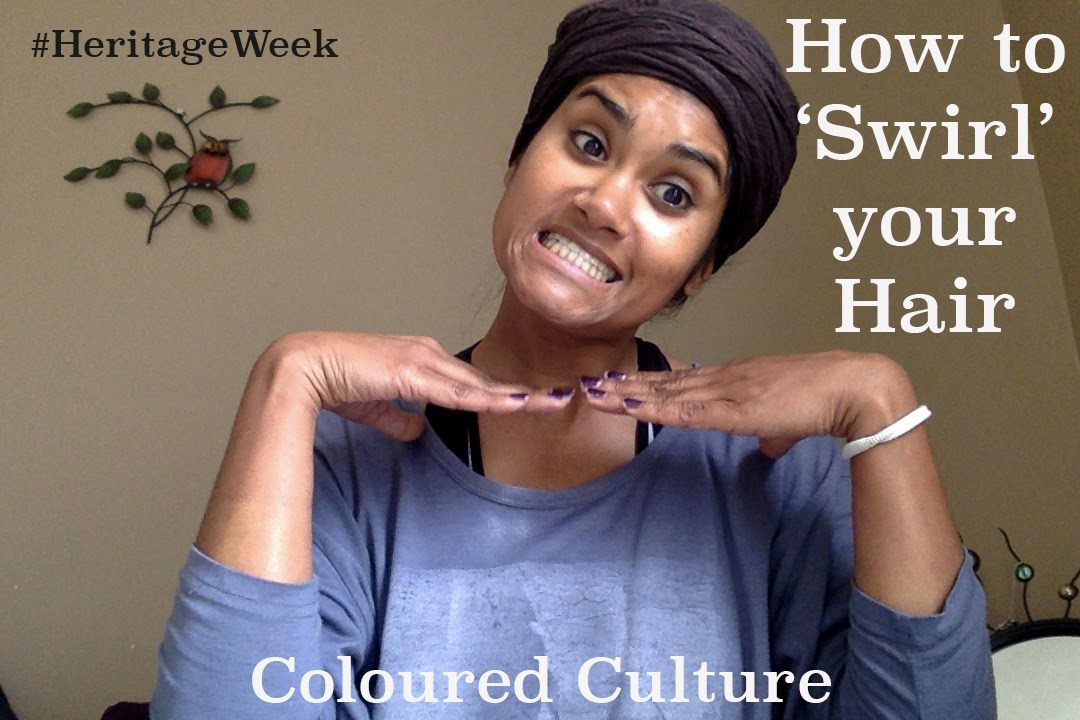 #HeritageWeek
How to
‘Swirl’
your
Hair
Coloured Culture